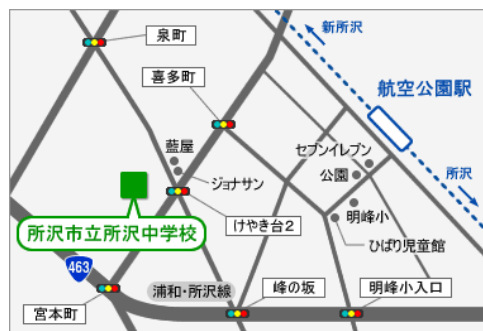 新所沢
泉町
喜多町
航空公園駅
藍屋
セブンイレブン
公園
ジョナサン
所沢
明峰小
けやき台2
所沢市立所沢中学校
ひばり児童館
463
浦和・所沢線
宮本町
峰の坂
明峰小入口